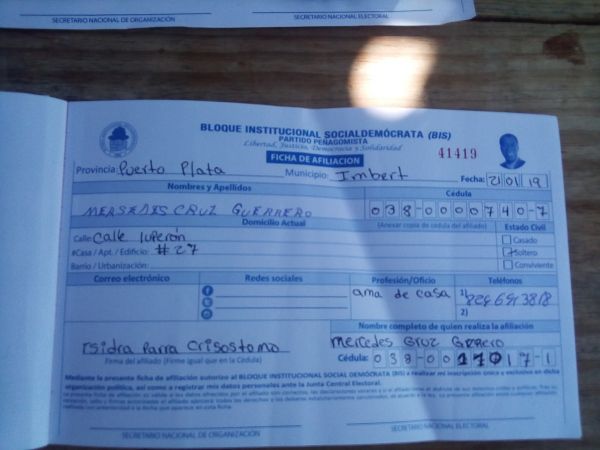 SECRETARIO NACIONAL DE ORGANIZACIÓN SECRETARIO NACIONAL ELECTORAL
BLOQUE INSTITUCIONAL SOCIALDEMÓCRATA (BIS)
PARTIDO PEÑAGOMISTA
Libertad, Justicia, Democracia y Solidaridad
FICHA DE AFILIACION 41419
Provincia: Puerto Plata Municipio: Imbert Fecha: 21 01 19
Nombres y Apellidos Cédula
MERSEDES CRUZ GUERRERO 038-0000740-7
Domicilio Actual (Anexar copia de cédula del afiliado) Estado Civil
Calle: Calle luperón Casado
#Casa / Apt. / Edificio: #27 Soltero
Barrio / Urbanización: Conviviente
Correo electrónico Redes sociales Profesión/Oficio Teléfonos
ama de casa 1)
2)
Nombre completo de quien realiza la afiliación
Isidra Parra Crisostomo Mercedes Cruz Grrero
Firma del afiliado (Firme igual que en la Cédula) Cédula: 038-0011017-1
Mediante la presente ficha de afiliación autorizo al BLOQUE INSTITUCIONAL SOCIAL DEMÓCRATA (BIS) a realizar mi inscripción única y exclusiva en dicha
organización política, así como a registrar mis datos personales ante la Junta Central Electoral.
SECRETARIO NACIONAL DE ORGANIZACIÓN SECRETARIO NACIONAL ELECTORAL